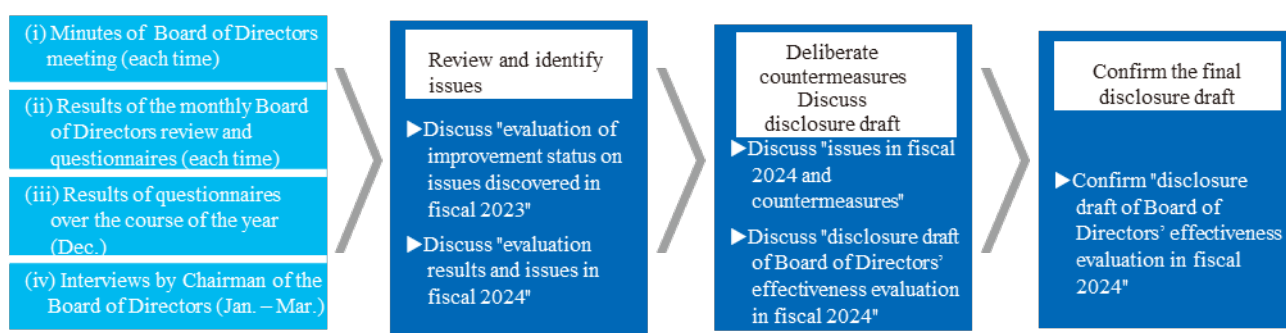 (i) Minutes of Board of Directors
meeting (each time)
(ii) Results of the monthly Board
of Directors review and
questionnaires (each time)
(iii) Results of questionnaires
over the course of the year
(Dec.)
(iv) Interviews by Chairman of the
Board of Directors (Jan. – Mar.)
Review and identify
issues
▶Discuss "evaluation of
improvement status on
issues discovered in
fiscal 2023"
▶Discuss "evaluation
results and issues in
fiscal 2024"
Deliberate
countermeasures
Discuss
disclosure draft
▶Discuss "issues in fiscal
2024 and
countermeasures"
▶Discuss "disclosure draft
of Board of Directors’
effectiveness evaluation
in fiscal 2024"
Confirm the final
disclosure draft
▶Confirm "disclosure
draft of Board of
Directors’ effectiveness
evaluation in fiscal
2024"